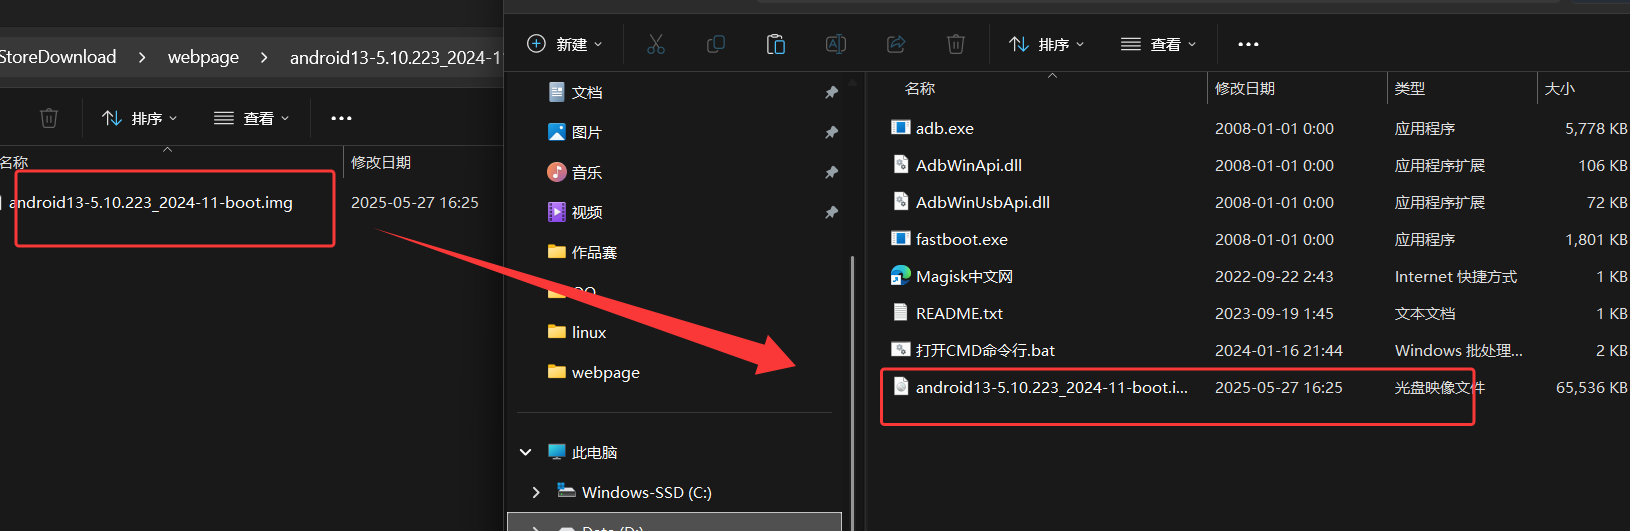 StoreDownload > webpage > android13-5.10.223_2024-11
排序 查看
名称 修改日期
android13-5.10.223_2024-11-boot.img 2025-05-27 16:25
新建 排序 查看
文档
图片
音乐
视频
作品赛
QQ
linux
webpage
此电脑
Windows-SSD (C:)
Data (D:)
名称 修改日期 类型 大小
adb.exe 2008-01-01 0:00 应用程序 5,778 KB
AdbWinApi.dll 2008-01-01 0:00 应用程序扩展 106 KB
AdbWinUsbApi.dll 2008-01-01 0:00 应用程序扩展 72 KB
fastboot.exe 2008-01-01 0:00 应用程序 1,801 KB
Magisk中文网 2022-09-22 2:43 Internet 快捷方式 1 KB
README.txt 2023-09-19 1:45 文本文档 1 KB
打开CMD命令行.bat 2024-01-16 21:44 Windows 批处理... 2 KB
android13-5.10.223_2024-11-boot.i... 2025-05-27 16:25 光盘映像文件 65,536 KB